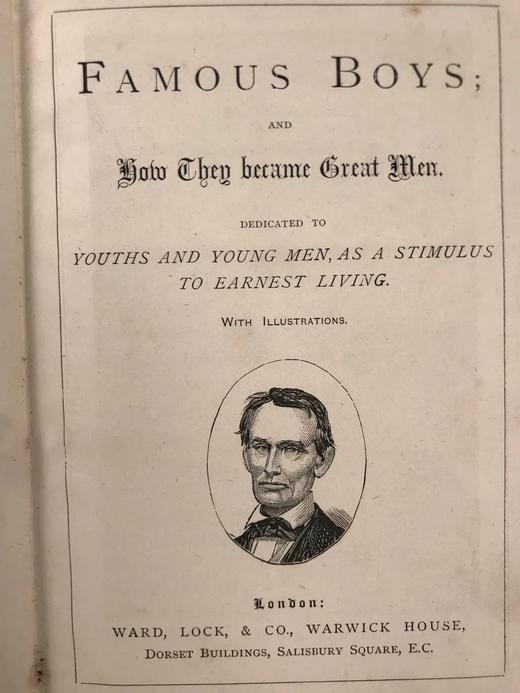 FAMOUS BOYS;
AND
How They became Great Men.
DEDICATED TO
YOUTHS AND YOUNG MEN, AS A STIMULUS
TO EARNEST LIVING.
WITH ILLUSTRATIONS.
London:
WARD, LOCK, & CO., WARWICK HOUSE,
DORSET BUILDINGS, SALISBURY SQUARE, E.C.